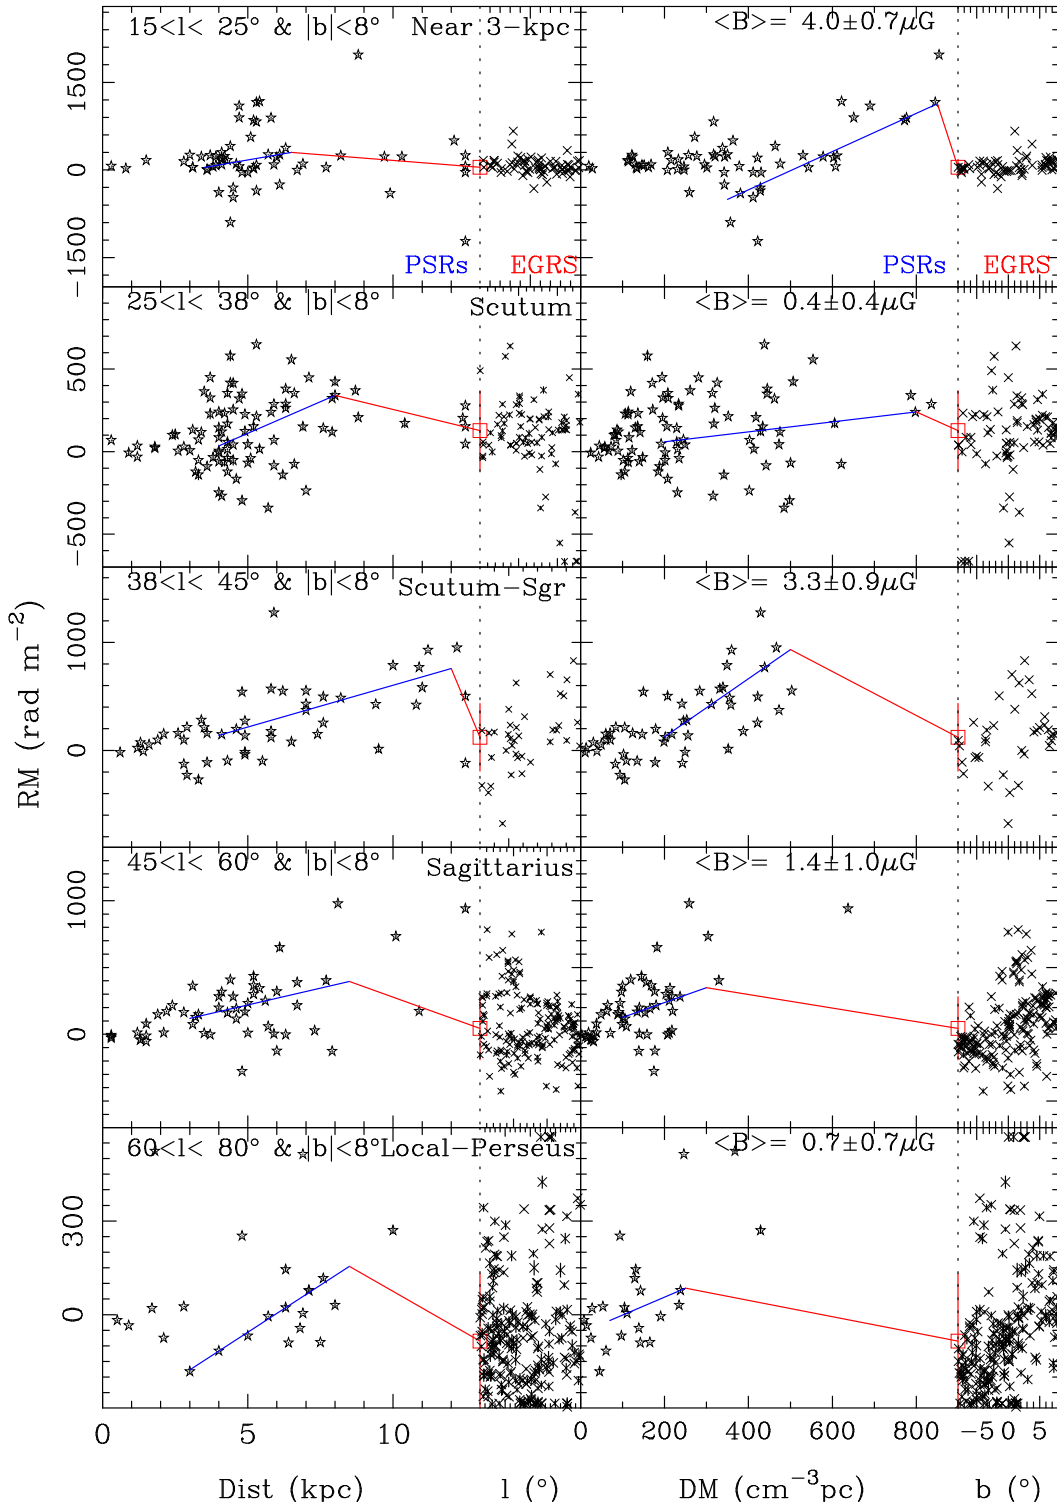 15<l< 25° & |b|<8° Near 3-kpc
<B>= 4.0±0.7μG
1500
0
-1500
PSRs EGRS
PSRs EGRS
25<l< 38° & |b|<8° Scutum
<B>= 0.4±0.4μG
500
0
-500
38<l< 45° & |b|<8° Scutum-Sgr
<B>= 3.3±0.9μG
1000
0
RM (rad m⁻²)
45<l< 60° & |b|<8° Sagittarius
<B>= 1.4±1.0μG
1000
0
60<l< 80° & |b|<8° Local-Perseus
<B>= 0.7±0.7μG
300
0
0 5 10 0 200 400 600 800 -5 0 5
Dist (kpc) l (°) DM (cm⁻³pc) b (°)